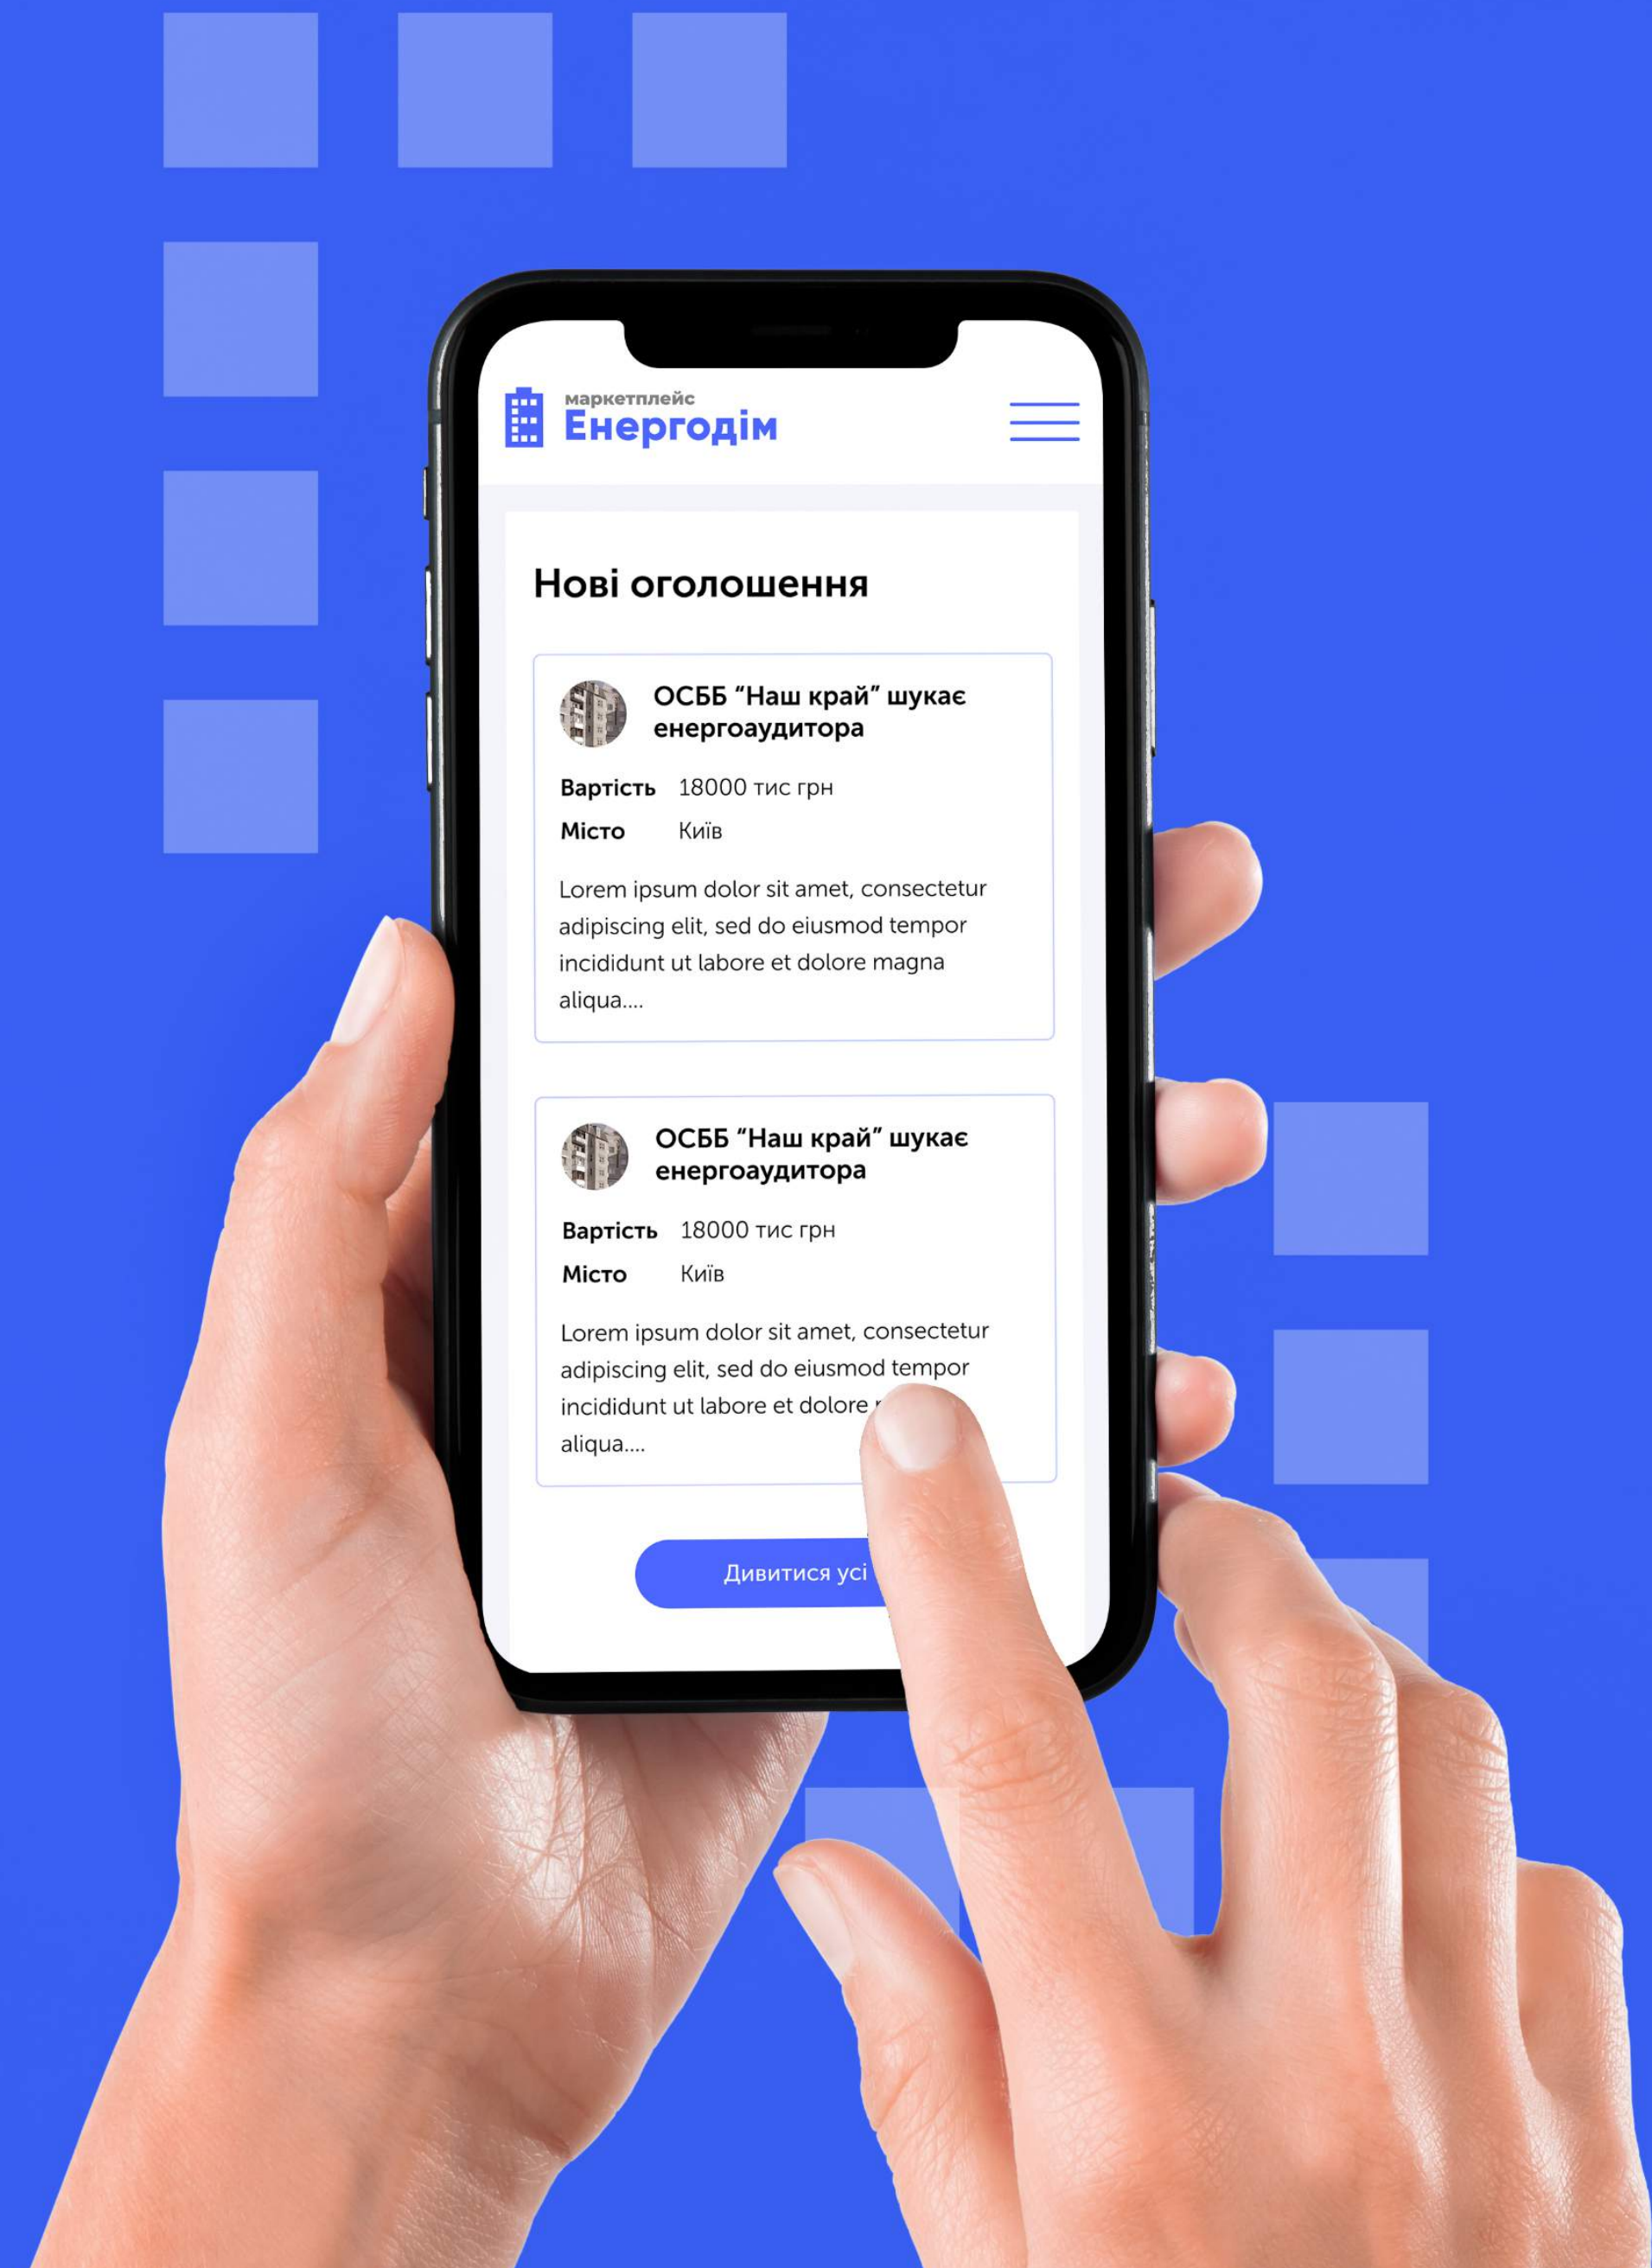 маркетплейс
Енергодім
Нові оголошення
ОСББ “Наш край” шукає
енергоаудитора
Вартість 18000 тис грн
Місто Київ
Lorem ipsum dolor sit amet, consectetur
adipiscing elit, sed do eiusmod tempor
incididunt ut labore et dolore magna
aliqua....
ОСББ “Наш край” шукає
енергоаудитора
Вартість 18000 тис грн
Місто Київ
Lorem ipsum dolor sit amet, consectetur
adipiscing elit, sed do eiusmod tempor
incididunt ut labore et dolore
aliqua....
Дивитися усі